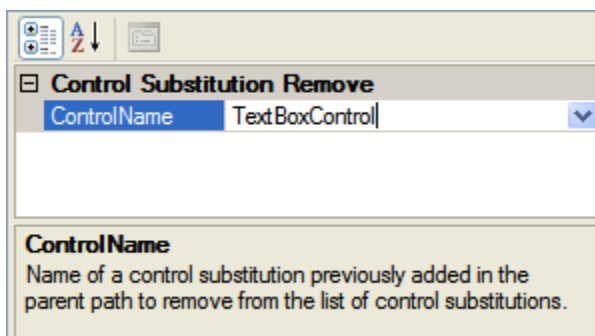 A
Z
Control Substitution Remove
ControlName TextBoxControl
ControlName
Name of a control substitution previously added in the
parent path to remove from the list of control substitutions.